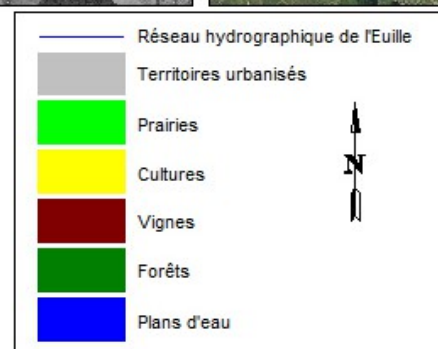 Réseau hydrographique de l'Euille
Territoires urbanisés
Prairies
Cultures
N
Vignes
Forêts
Plans d'eau